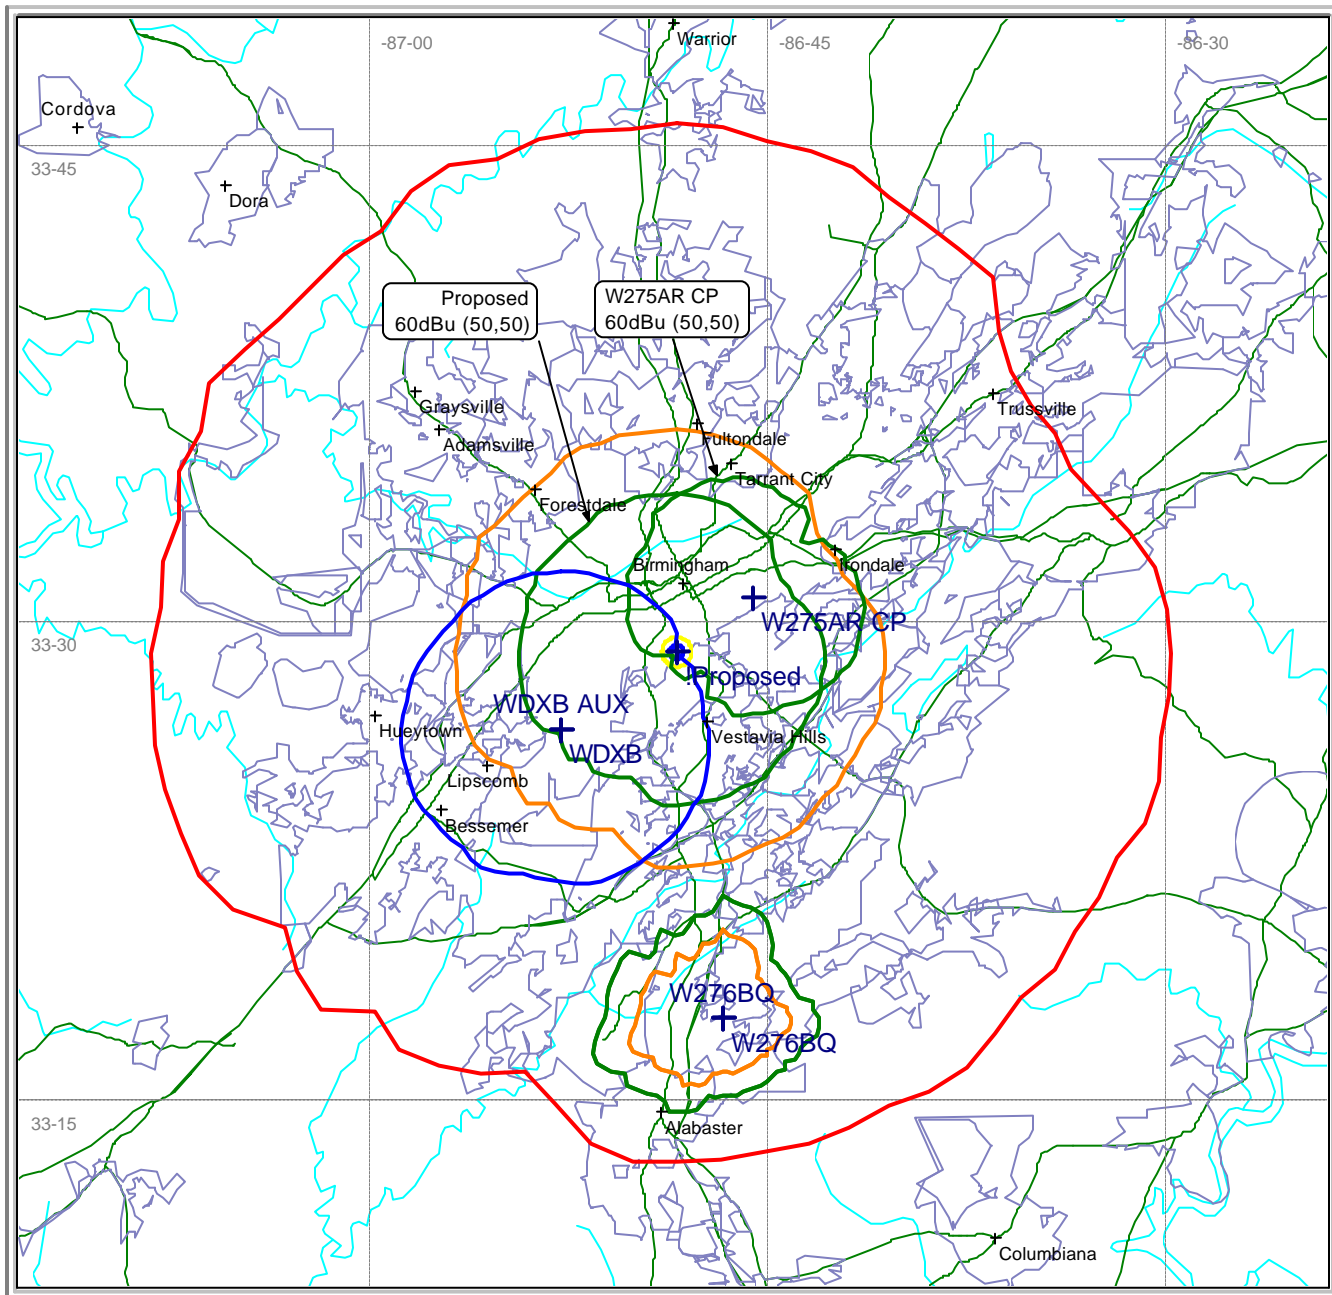 -87-00
-86-45
-86-30
Warrior
Cordova
33-45
Dora
Proposed
60dBu (50,50)
W275AR CP
60dBu (50,50)
Graysville
Trussville
Adamsville
Fultondale
Tarrant City
Forestdale
Birmingham
Irondale
W275AR CP
33-30
Proposed
WDXB AUX
Hueytown
Vestavia Hills
WDXB
Lipscomb
Bessemer
W276BQ
W276BQ
33-15
Alabaster
Columbiana